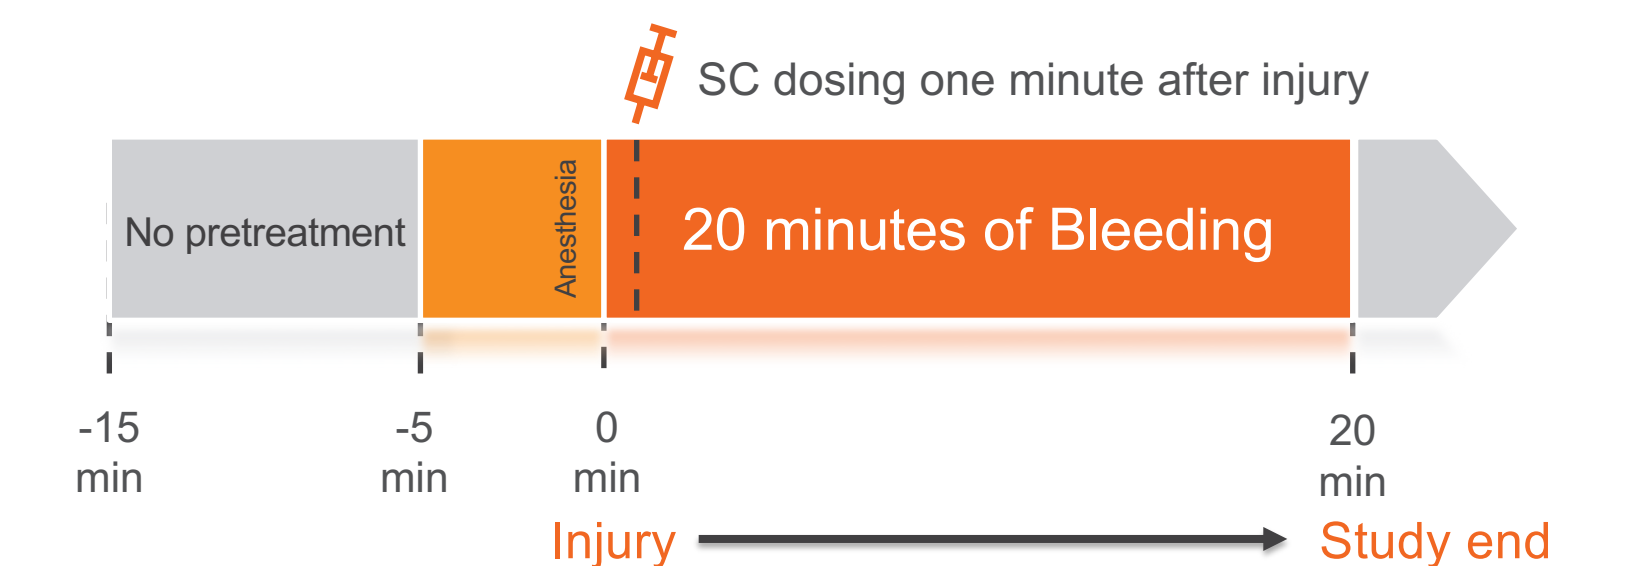 SC dosing one minute after injury
No pretreatment
Anesthesia
20 minutes of Bleeding
-15
min
-5
min
0
min
20
min
Injury
Study end